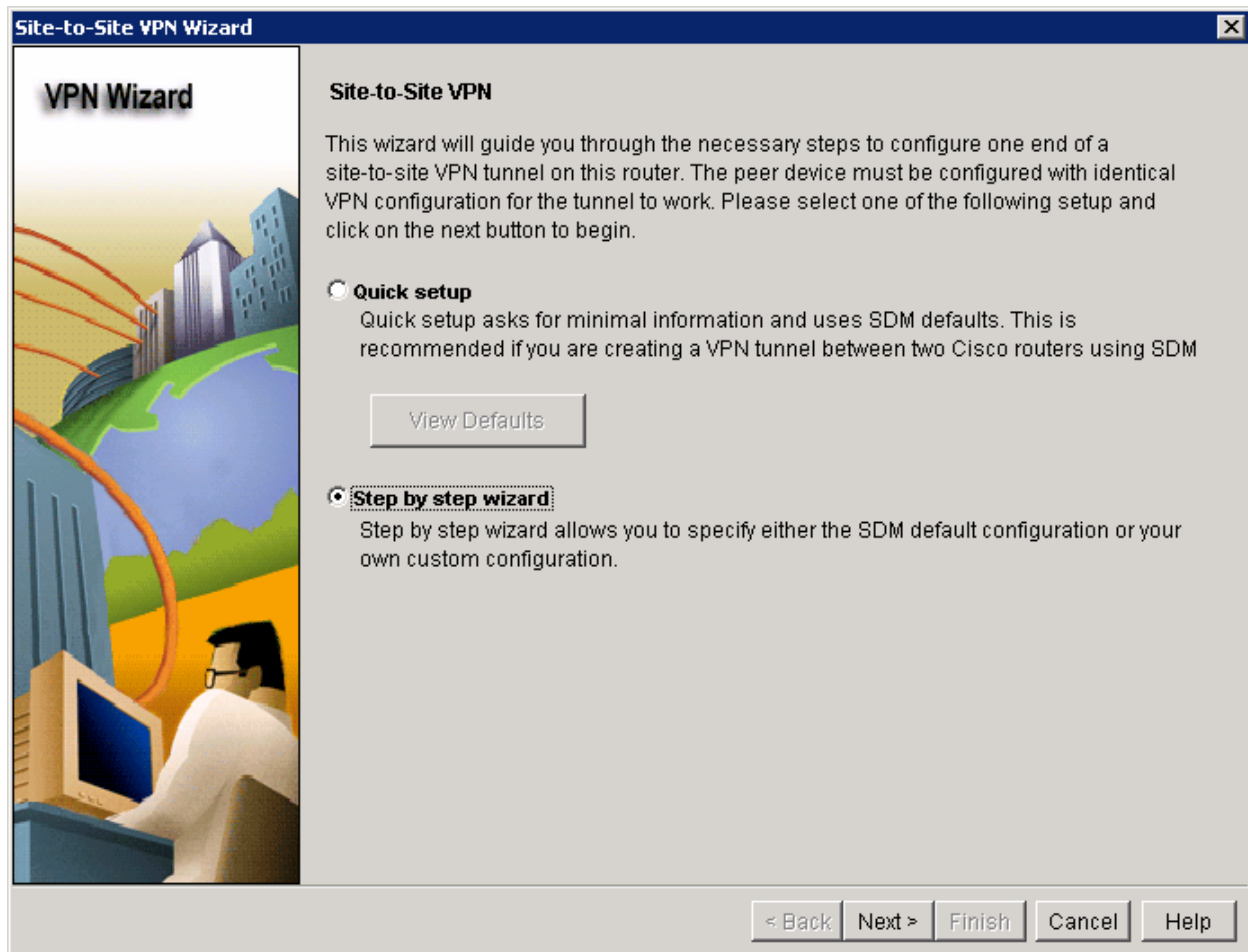 Site-to-Site VPN Wizard
VPN Wizard
Site-to-Site VPN
This wizard will guide you through the necessary steps to configure one end of a
site-to-site VPN tunnel on this router. The peer device must be configured with identical
VPN configuration for the tunnel to work. Please select one of the following setup and
click on the next button to begin.
Quick setup
Quick setup asks for minimal information and uses SDM defaults. This is
recommended if you are creating a VPN tunnel between two Cisco routers using SDM
View Defaults
Step by step wizard
Step by step wizard allows you to specify either the SDM default configuration or your
own custom configuration.
< Back Next > Finish Cancel Help